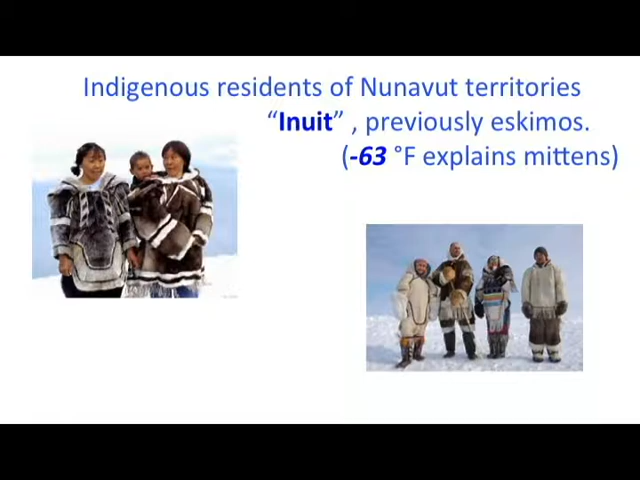 Indigenous residents of Nunavut territories
“Inuit” , previously eskimos.
(-63 °F explains mittens)